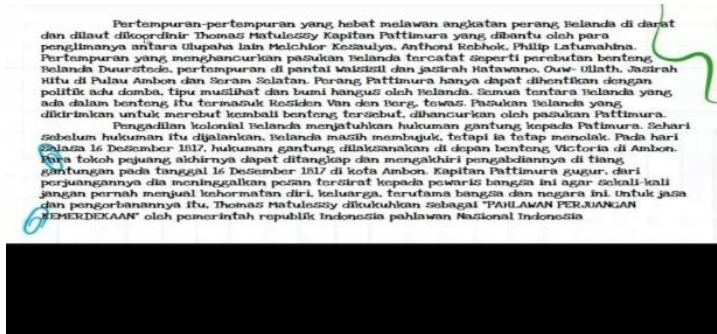 Pertempuran-pertempuran yang hebat melawan angkatan perang Belanda di darat
dan dilaut dikoordinir Thomas Matulessy Kapitan Pattimura yang dibantu oleh para
penglimanya antara Ulupaha lain Melchior Kesaulya, Anthoni Rebhok, Philip Latumahina.
Pertempuran yang menghancurkan pasukan Belanda tercatat seperti perebutan benteng
Belanda Duurstede, pertempuran di pantai Waisisil dan jasirah Hatawano, Ouw- Ullath, Jasirah
Hitu di Pulau Ambon dan Seram Selatan. Perang Pattimura hanya dapat dihentikan dengan
politik adu domba, tipu muslihat dan bumi hangus oleh Belanda. Semua tentara Belanda yang
ada dalam benteng itu termasuk Residen Van den Berg, tewas. Pasukan Belanda yang
dikirimkan untuk merebut kembali benteng tersebut, dihancurkan oleh pasukan Pattimura.
Pengadilan kolonial Belanda menjatuhkan hukuman gantung kepada Patimura. Sehari
sebelum hukuman itu dijalankan, Belanda masih membujuk, tetapi ia tetap menolak. Pada hari
Selasa 16 Desember 1817, hukuman gantung dilaksanakan di depan benteng Victoria di Ambon.
Para tokoh pejuang akhirnya dapat ditangkap dan mengakhiri pengabdiannya di tiang
gantungan pada tanggal 16 Desember 1817 di kota Ambon. Kapitan Pattimura gugur, dari
perjuangannya dia meninggalkan pesan tersirat kepada pewaris bangsa ini agar sekali-kali
jangan pernah menjual kehormatan diri, keluarga, terutama bangsa dan negara ini. Untuk jasa
dan pengorbanannya itu, Thomas Matulessy dikukuhkan sebagai "PAHLAWAN PERJUANGAN
KEMERDEKAAN" oleh pemerintah republik Indonesia pahlawan Nasional Indonesia